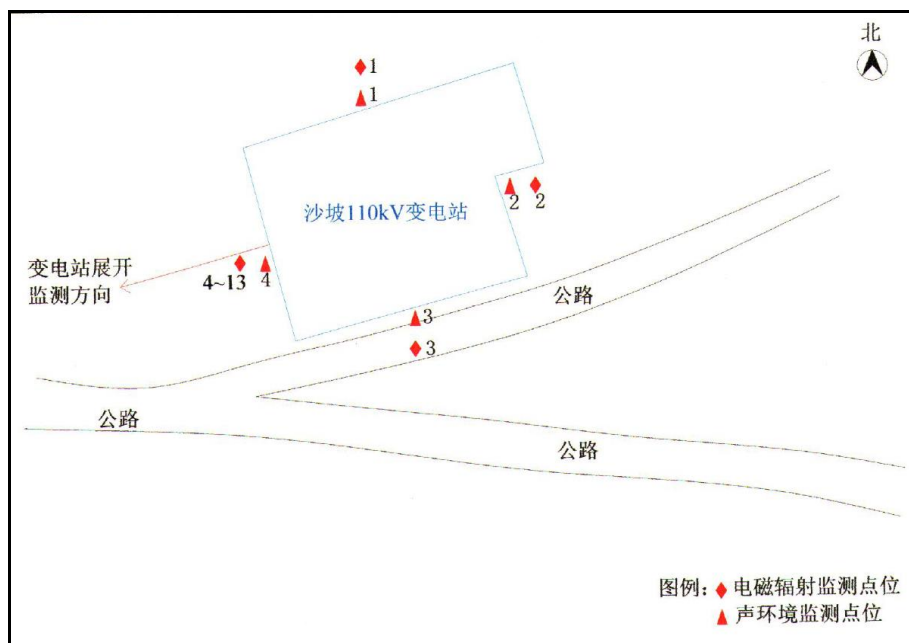 北
1
1
沙坡110kV变电站
2
2
变电站展开
监测方向
4~13
4
3
公路
3
公路
公路
图例：电磁辐射监测点位
声环境监测点位